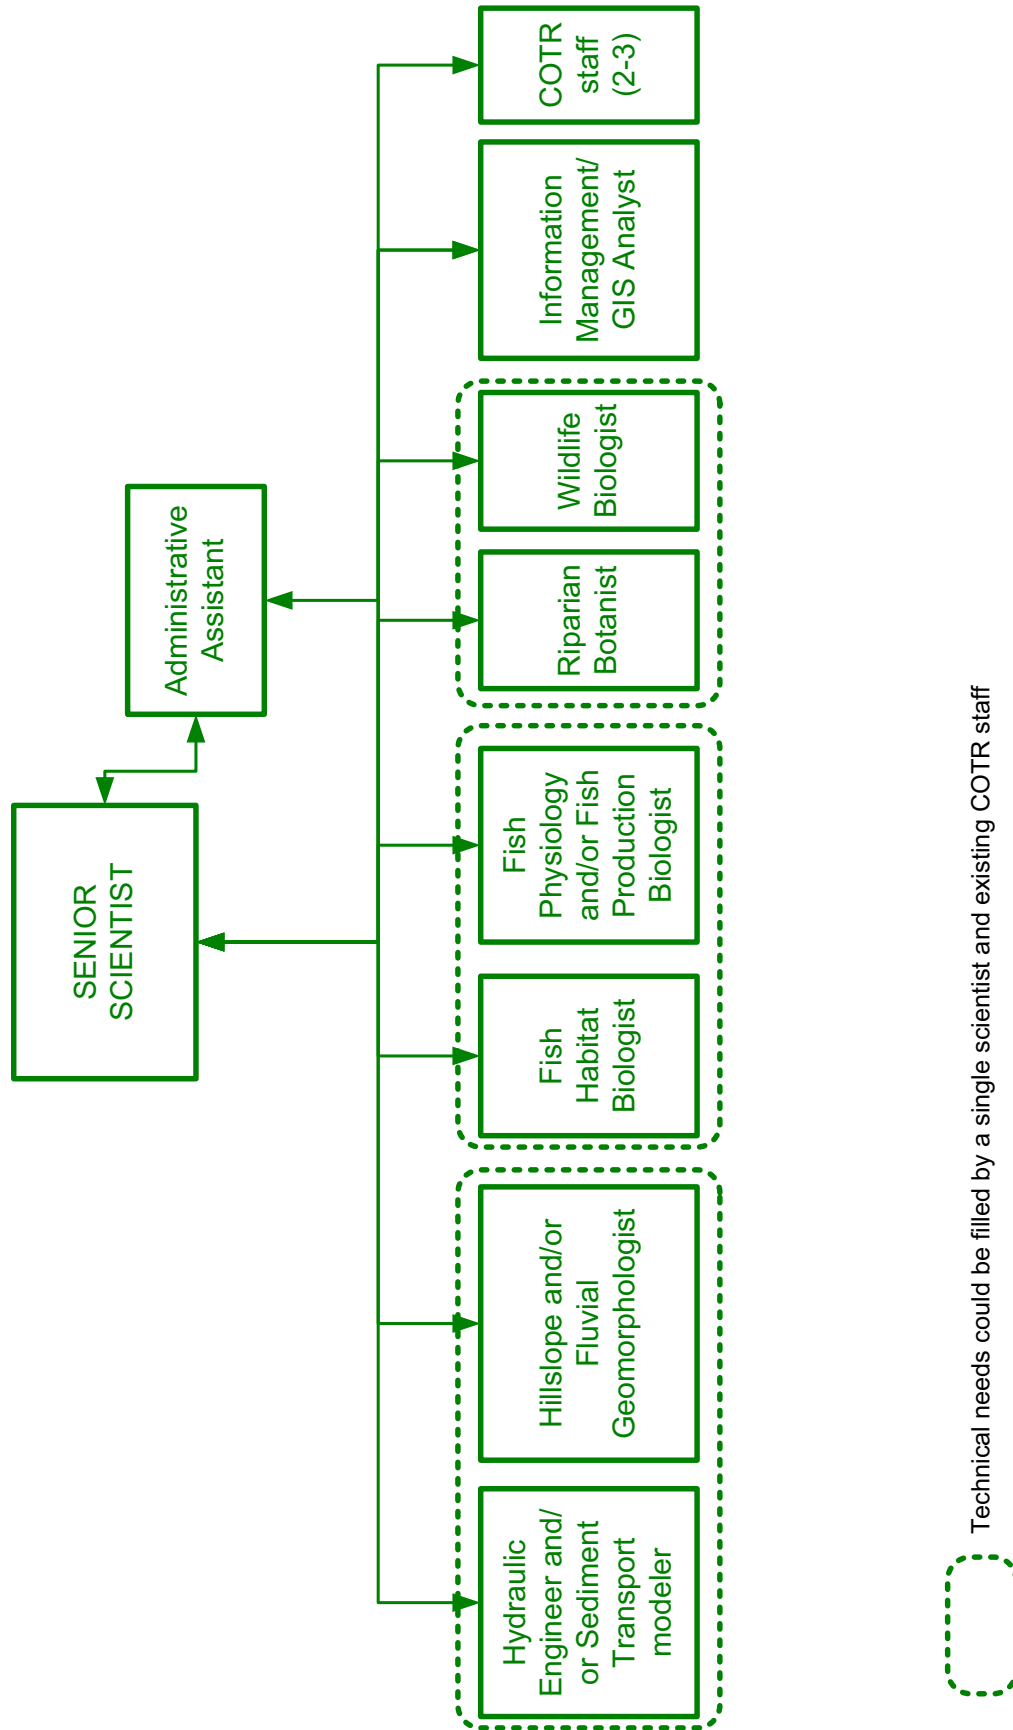 SENIOR
SCIENTIST
Administrative
Assistant
Hydraulic
Engineer and/
or Sediment
Transport
modeler
Hillslope and/or
Fluvial
Geomorphologist
Fish
Habitat
Biologist
Fish
Physiology
and/or Fish
Production
Biologist
Riparian
Botanist
Wildlife
Biologist
Information
Management/
GIS Analyst
COTR
staff
(2-3)
Technical needs could be filled by a single scientist and existing COTR staff